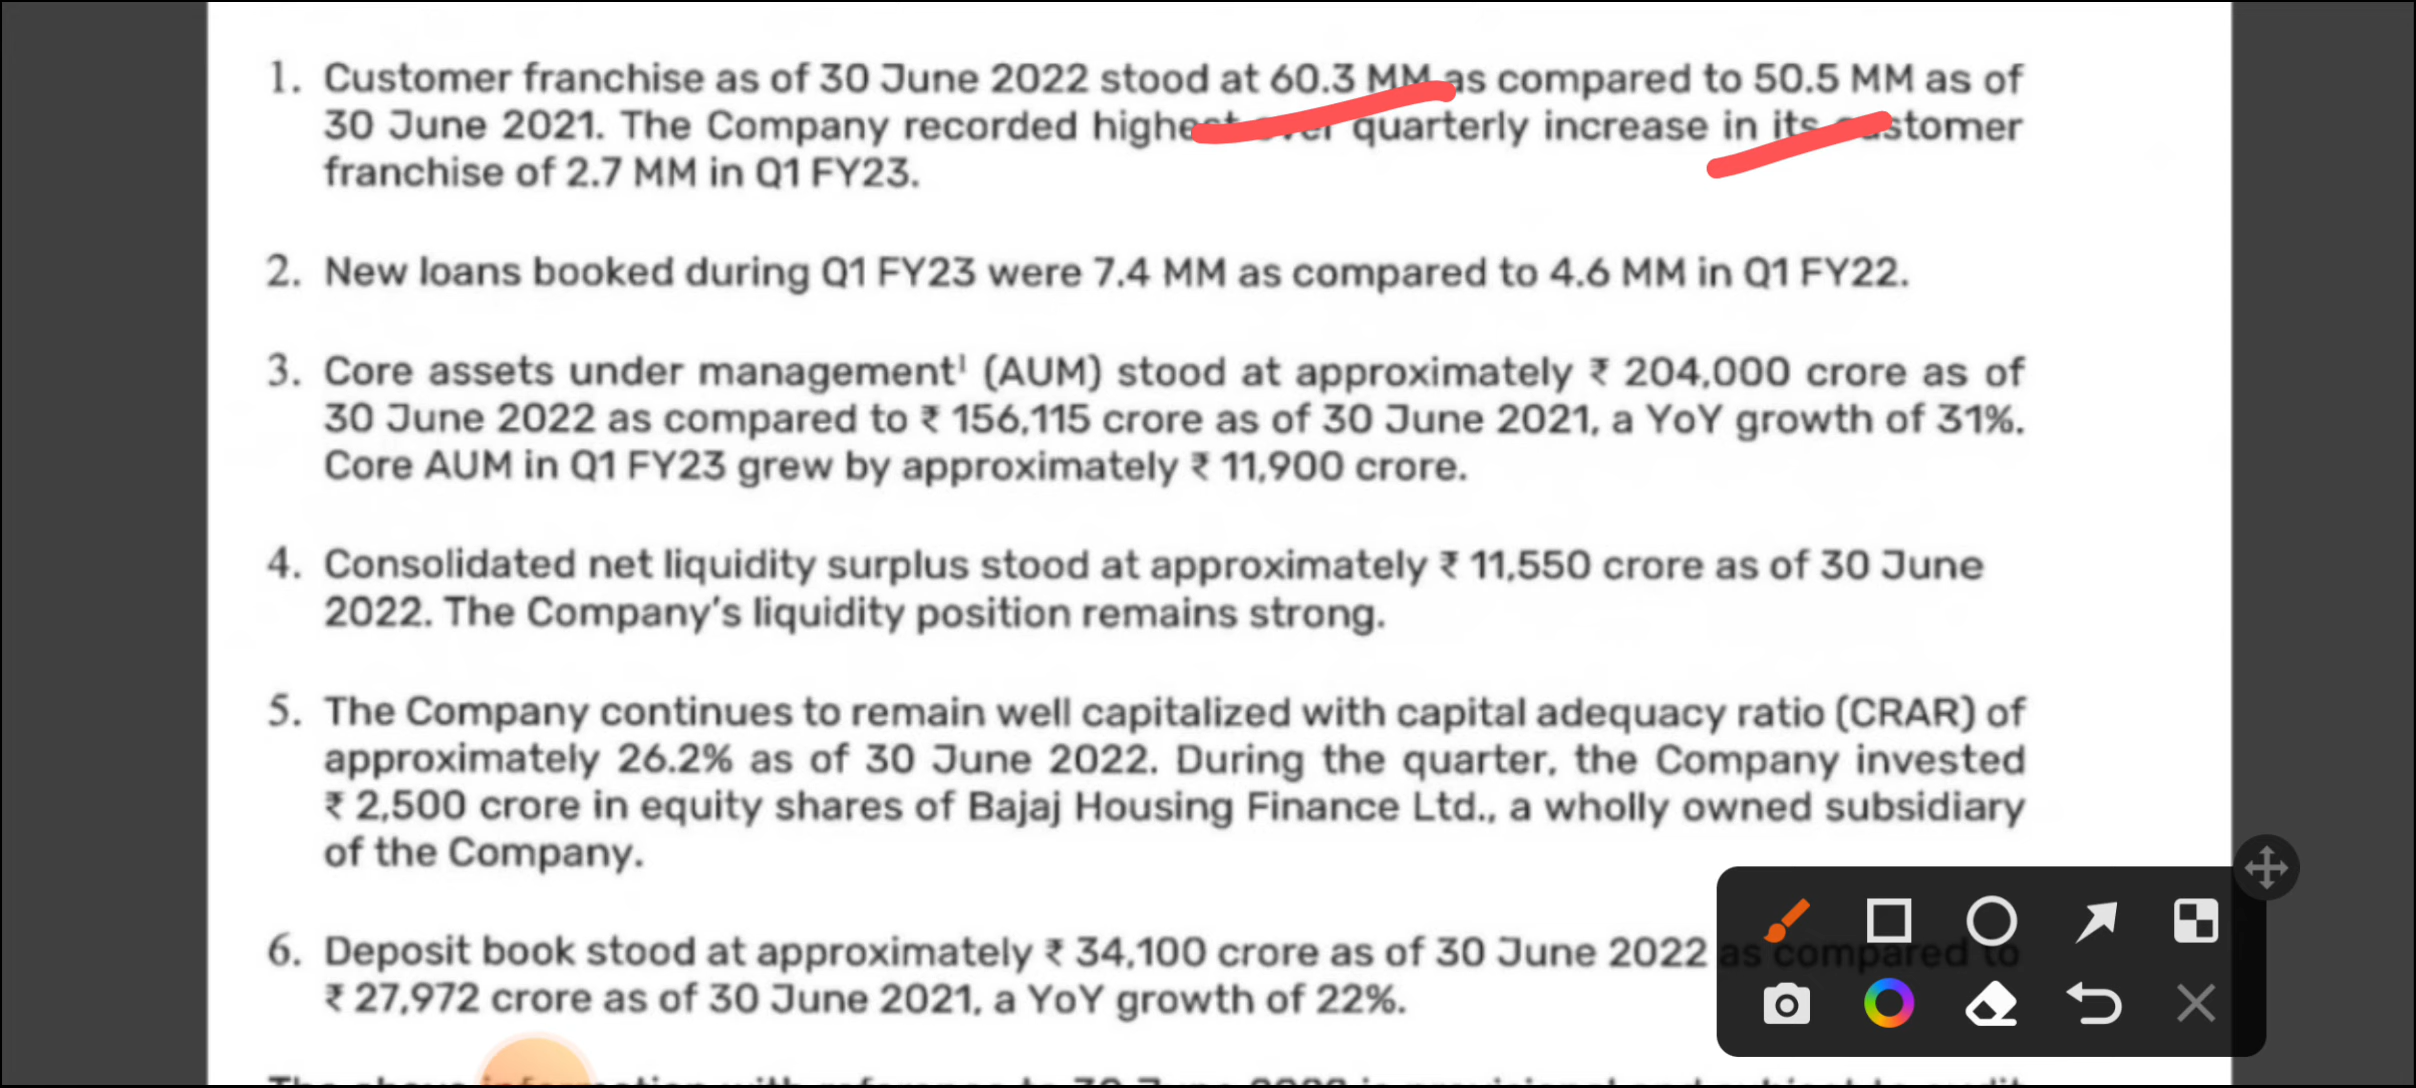 1. Customer franchise as of 30 June 2022 stood at 60.3 MM as compared to 50.5 MM as of
30 June 2021. The Company recorded highest ever quarterly increase in its customer
franchise of 2.7 MM in Q1 FY23.
2. New loans booked during Q1 FY23 were 7.4 MM as compared to 4.6 MM in Q1 FY22.
3. Core assets under management¹ (AUM) stood at approximately ₹ 204,000 crore as of
30 June 2022 as compared to ₹ 156,115 crore as of 30 June 2021, a YoY growth of 31%.
Core AUM in Q1 FY23 grew by approximately ₹ 11,900 crore.
4. Consolidated net liquidity surplus stood at approximately ₹ 11,550 crore as of 30 June
2022. The Company's liquidity position remains strong.
5. The Company continues to remain well capitalized with capital adequacy ratio (CRAR) of
approximately 26.2% as of 30 June 2022. During the quarter, the Company invested
₹ 2,500 crore in equity shares of Bajaj Housing Finance Ltd., a wholly owned subsidiary
of the Company.
6. Deposit book stood at approximately ₹ 34,100 crore as of 30 June 2022 as compared to
₹ 27,972 crore as of 30 June 2021, a YoY growth of 22%.